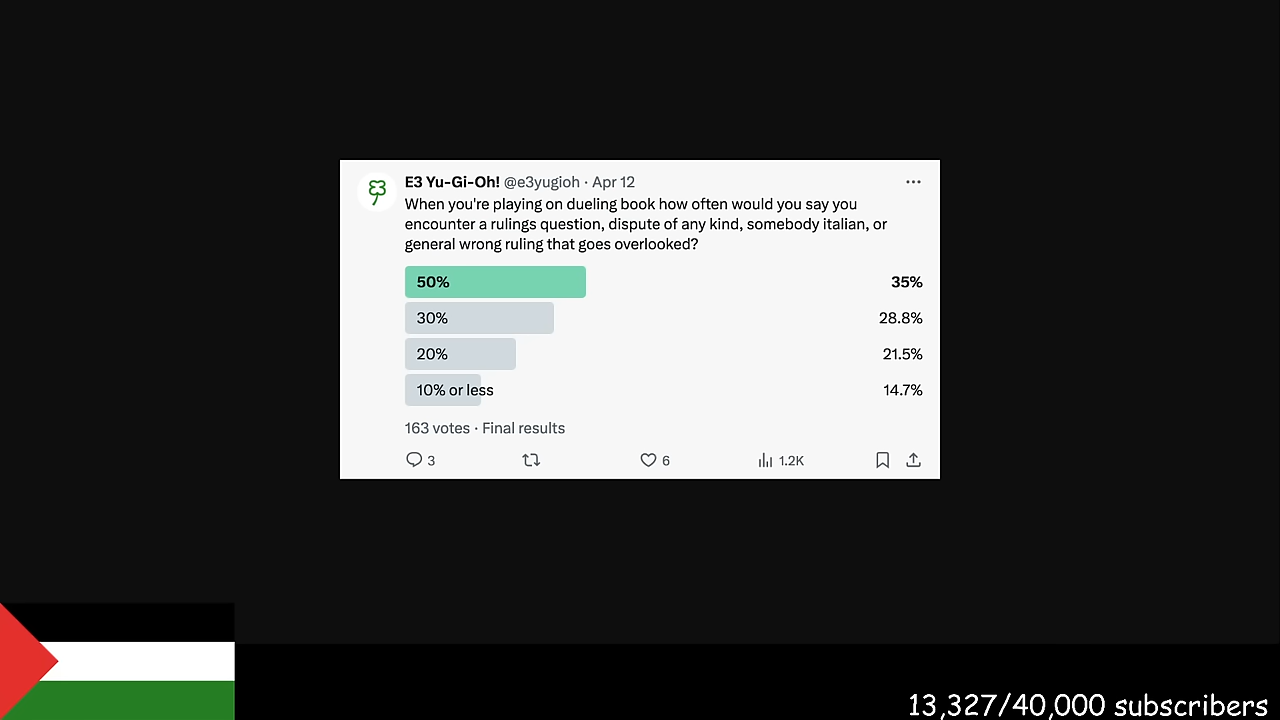 E3 Yu-Gi-Oh! @e3yugioh · Apr 12
When you're playing on dueling book how often would you say you
encounter a rulings question, dispute of any kind, somebody italian, or
general wrong ruling that goes overlooked?
50% 35%
30% 28.8%
20% 21.5%
10% or less 14.7%
163 votes · Final results
3 6 1.2K
13,327/40,000 subscribers